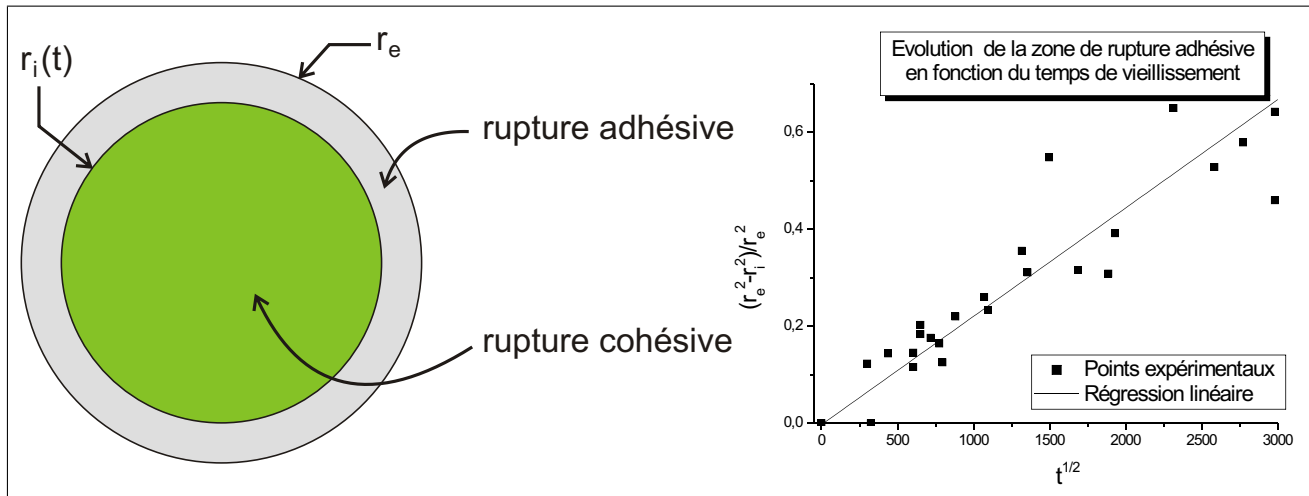 r_i(t)
r_e
rupture adhésive
rupture cohésive
Evolution de la zone de rupture adhésive
en fonction du temps de vieillissement
(r_e^2-r_i^2)/r_e^2
0,6
0,4
0,2
0,0
Points expérimentaux
Régression linéaire
0
500
1000
1500
2000
2500
3000
t^{1/2}